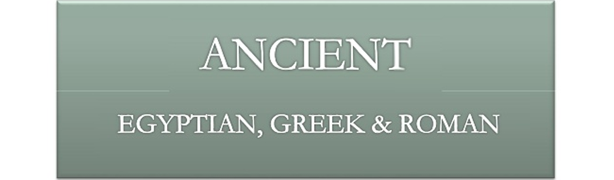 ANCIENT
EGYPTIAN, GREEK & ROMAN